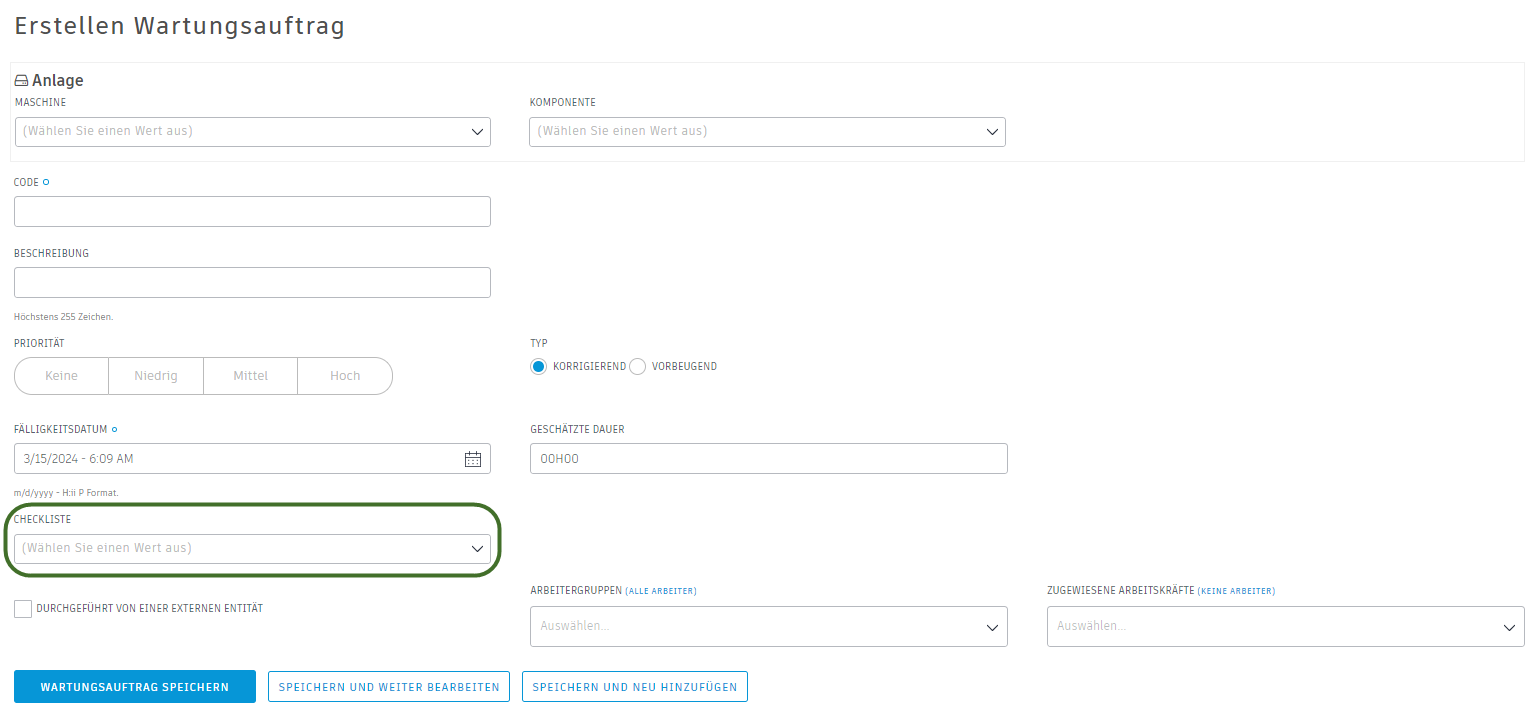 Erstellen Wartungsauftrag
Anlage
MASCHINE
KOMPONENTE
(Wählen Sie einen Wert aus)
(Wählen Sie einen Wert aus)
CODE
BESCHREIBUNG
Höchstens 255 Zeichen.
PRIORITÄT
TYP
Keine Niedrig Mittel Hoch
KORRIGIEREND VORBEUGEND
FÄLLIGKEITSDATUM
GESCHÄTZTE DAUER
3/15/2024 - 6:09 AM
00H00
m/d/yyyy - H:ii P Format.
CHECKLISTE
(Wählen Sie einen Wert aus)
ARBEITERGRUPPEN (ALLE ARBEITER)
ZUGEWIESENE ARBEITSKRÄFTE (KEINE ARBEITER)
DURCHGEFÜHRT VON EINER EXTERNEN ENTITÄT
Auswählen...
Auswählen...
WARTUNGSAUFTRAG SPEICHERN
SPEICHERN UND WEITER BEARBEITEN
SPEICHERN UND NEU HINZUFÜGEN